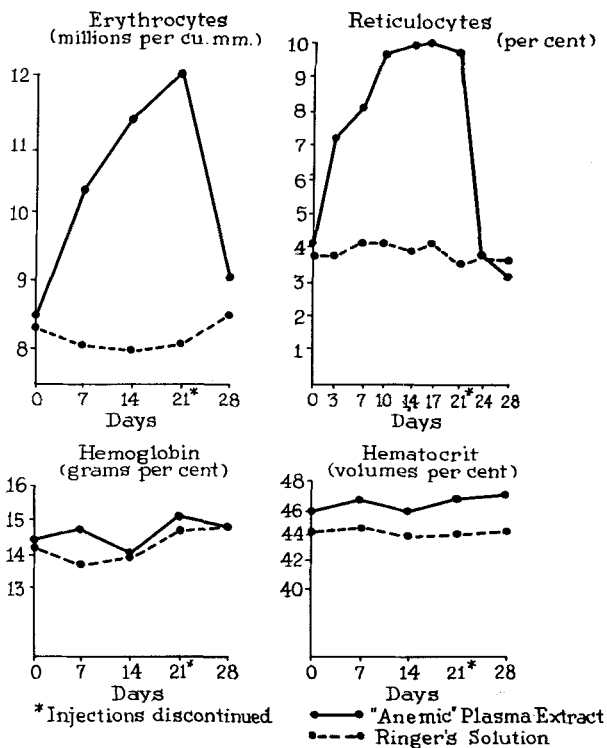 Erythrocytes
(millions per cu. mm.)
12
11
10
9
8
0 7 14 21* 28
Days
Reticulocytes
(per cent)
10
9
8
7
6
5
4
3
2
1
0 3 7 10 14 17 21* 24 28
Days
Hemoglobin
(grams per cent)
16
15
14
13
0 7 14 21* 28
Days
Hematocrit
(volumes per cent)
48
46
44
42
40
0 7 14 21* 28
Days
*Injections discontinued
"Anemic" Plasma Extract
Ringer's Solution